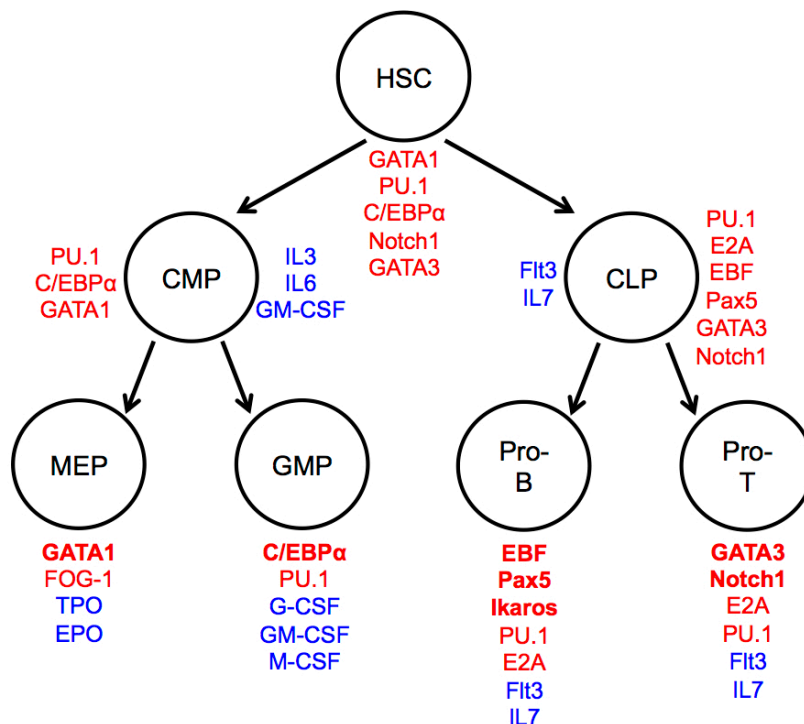 HSC
GATA1
PU.1
C/EBPα
Notch1
GATA3
PU.1
C/EBPα
GATA1
CMP
IL3
IL6
GM-CSF
Flt3
IL7
CLP
PU.1
E2A
EBF
Pax5
GATA3
Notch1
MEP
GATA1
FOG-1
TPO
EPO
GMP
C/EBPα
PU.1
G-CSF
GM-CSF
M-CSF
Pro-
B
EBF
Pax5
Ikaros
PU.1
E2A
Flt3
IL7
Pro-
T
GATA3
Notch1
E2A
PU.1
Flt3
IL7